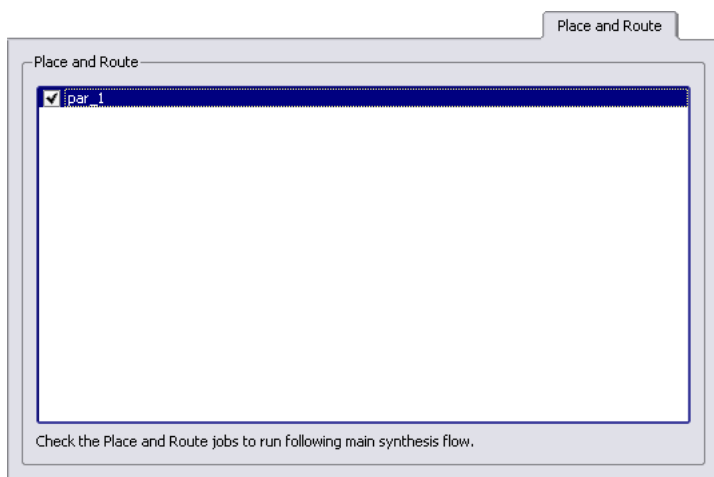 Place and Route
Place and Route
par_1
Check the Place and Route jobs to run following main synthesis flow.